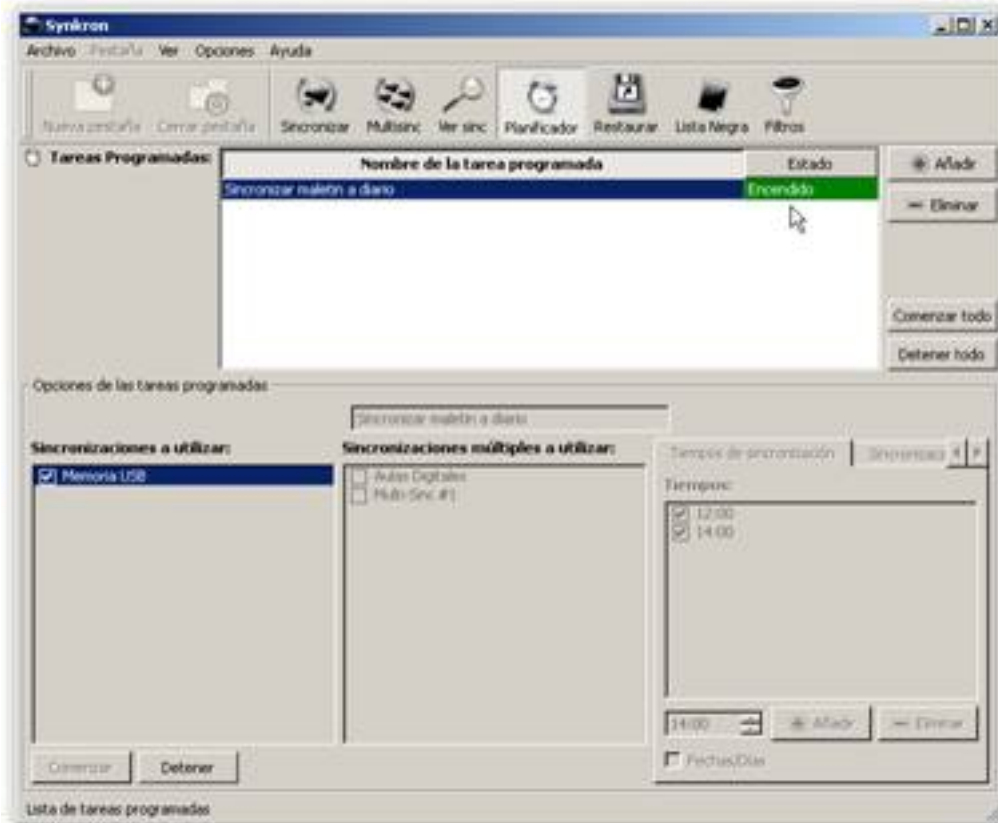 Synkron
Archivo Pestaña Ver Opciones Ayuda
Nueva pestaña Cerrar pestaña Sincronizar Multisinc Ver sinc Planificador Restaurar Lista Negra Filtros
Tareas Programadas:
Nombre de la tarea programada Estado
Sincronizar maletin a diario Encendido
Añadir
Eliminar
Comenzar todo
Detener todo
Opciones de las tareas programadas
Sincronizar maletin a diario
Sincronizaciones a utilizar:
Memoria USB
Sincronizaciones múltiples a utilizar:
Aulas Digitales
Multi-Sinc #1
Tiempos de sincronización
Tiempos:
12:00
14:00
14:00 Añadir Eliminar
Fechas/Días
Comenzar Detener
Lista de tareas programadas